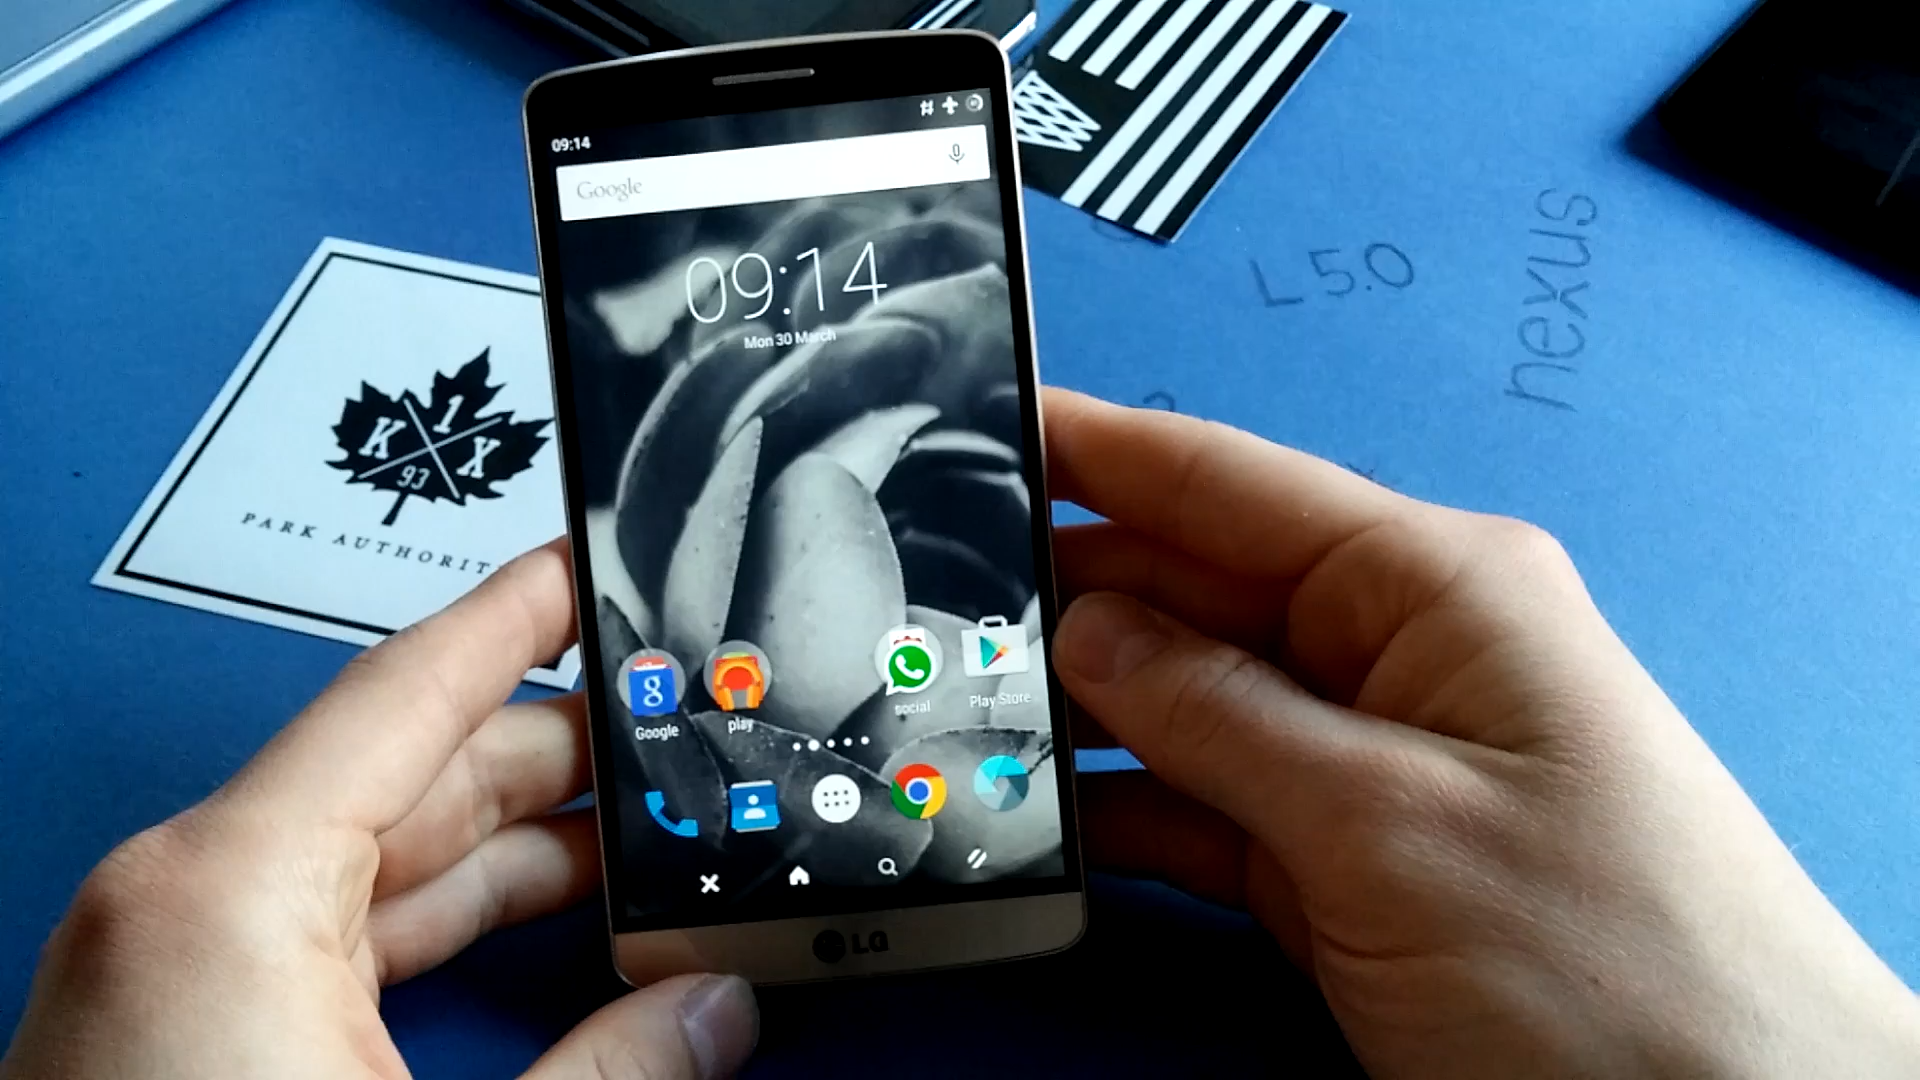 09:14
Google
09:14
Mon 30 March
Google
play
social
Play Store
LG
K
1
X
93
PARK AUTHORIT
L 5.0
nexus